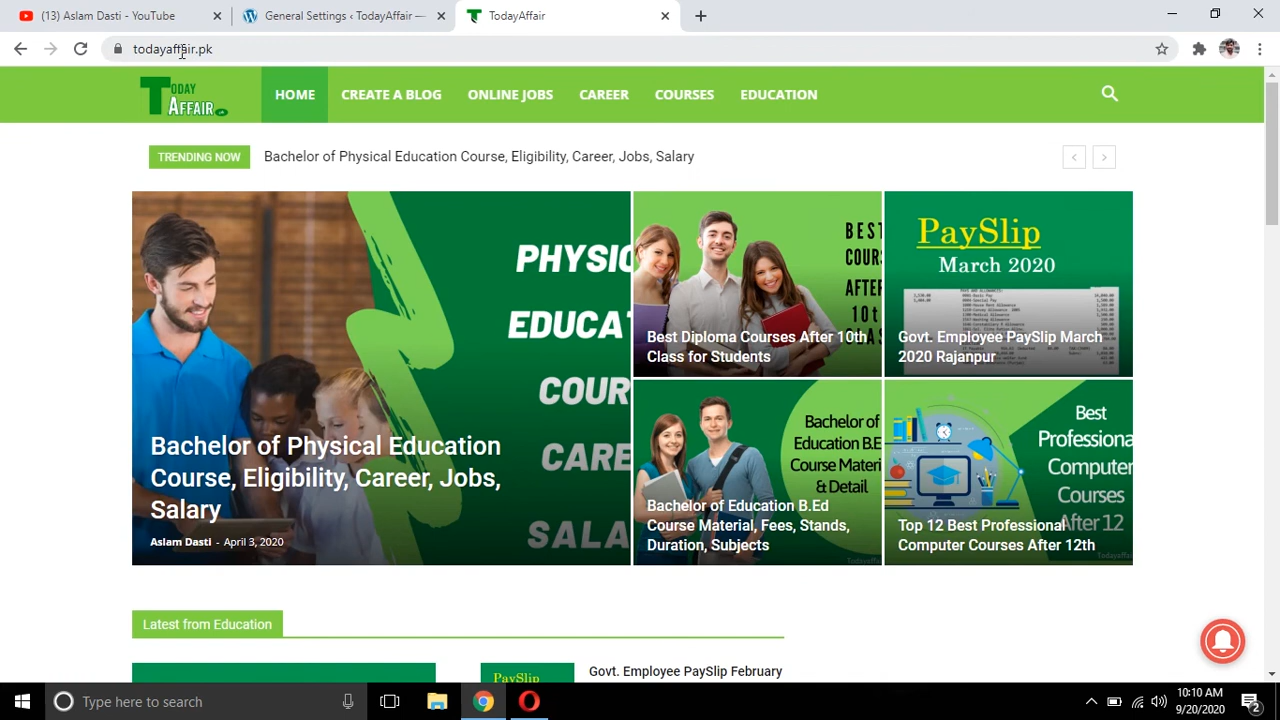 (13) Aslam Dasti - YouTube
General Settings ‹ TodayAffair —
TodayAffair
todayaffair.pk
TODAY
AFFAIR
HOME
CREATE A BLOG
ONLINE JOBS
CAREER
COURSES
EDUCATION
TRENDING NOW
Bachelor of Physical Education Course, Eligibility, Career, Jobs, Salary
PHYSIC
EDUCA
COUR
CARE
SALA
Bachelor of Physical Education
Course, Eligibility, Career, Jobs,
Salary
Aslam Dasti - April 3, 2020
BEST
COUR
AFTE
10t
CLASS
Best Diploma Courses After 10th
Class for Students
PaySlip
March 2020
Govt. Employee PaySlip March
2020 Rajanpur
Bachelor of
Education B.E
Course Materi
& Detail
Bachelor of Education B.Ed
Course Material, Fees, Stands,
Duration, Subjects
Best
Professiona
Computer
Courses
After 12
Top 12 Best Professional
Computer Courses After 12th
Todayaffair
Latest from Education
PaySlip
Govt. Employee PaySlip February
Type here to search
10:10 AM
9/20/2020
2